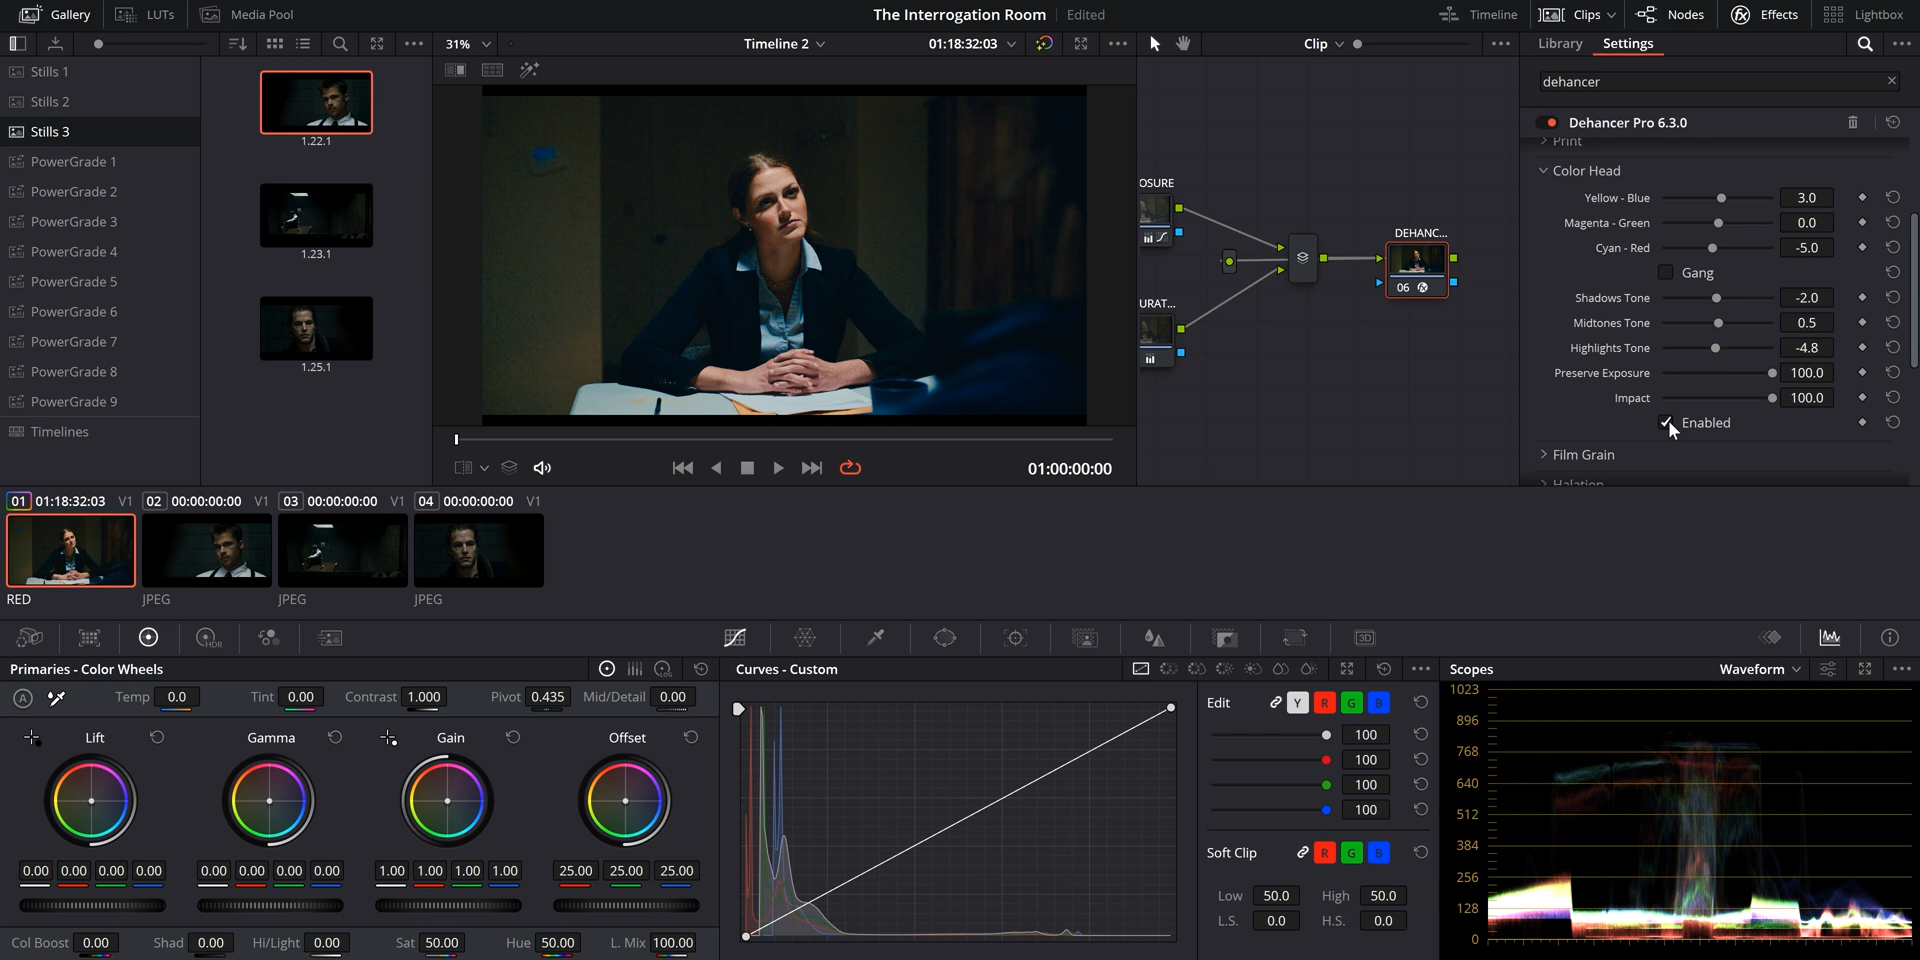 Gallery LUTs Media Pool The Interrogation Room Edited Timeline Clips Nodes Effects Lightbox
31% Timeline 2 01:18:32:03 Clip Library Settings
Stills 1
Stills 2
Stills 3
PowerGrade 1
PowerGrade 2
PowerGrade 3
PowerGrade 4
PowerGrade 5
PowerGrade 6
PowerGrade 7
PowerGrade 8
PowerGrade 9
Timelines
1.22.1
1.23.1
1.25.1
01:00:00:00
OSURE
URAT...
DEHANC...
06
dehancer
Dehancer Pro 6.3.0
Print
Color Head
Yellow - Blue 3.0
Magenta - Green 0.0
Cyan - Red -5.0
Gang
Shadows Tone -2.0
Midtones Tone 0.5
Highlights Tone -4.8
Preserve Exposure 100.0
Impact 100.0
Enabled
Film Grain
Halation
01 01:18:32:03 V1 02 00:00:00:00 V1 03 00:00:00:00 V1 04 00:00:00:00 V1
RED JPEG JPEG JPEG
HDR 3D
Primaries - Color Wheels LOG
A Temp 0.0 Tint 0.00 Contrast 1.000 Pivot 0.435 Mid/Detail 0.00
Lift Gamma Gain Offset
0.00 0.00 0.00 0.00 0.00 0.00 0.00 0.00 1.00 1.00 1.00 1.00 25.00 25.00 25.00
Col Boost 0.00 Shad 0.00 Hi/Light 0.00 Sat 50.00 Hue 50.00 L. Mix 100.00
Curves - Custom
Edit Y R G B
100
100
100
100
Soft Clip R G B
Low 50.0 High 50.0
L.S. 0.0 H.S. 0.0
Scopes Waveform
1023
896
768
640
512
384
256
128
0